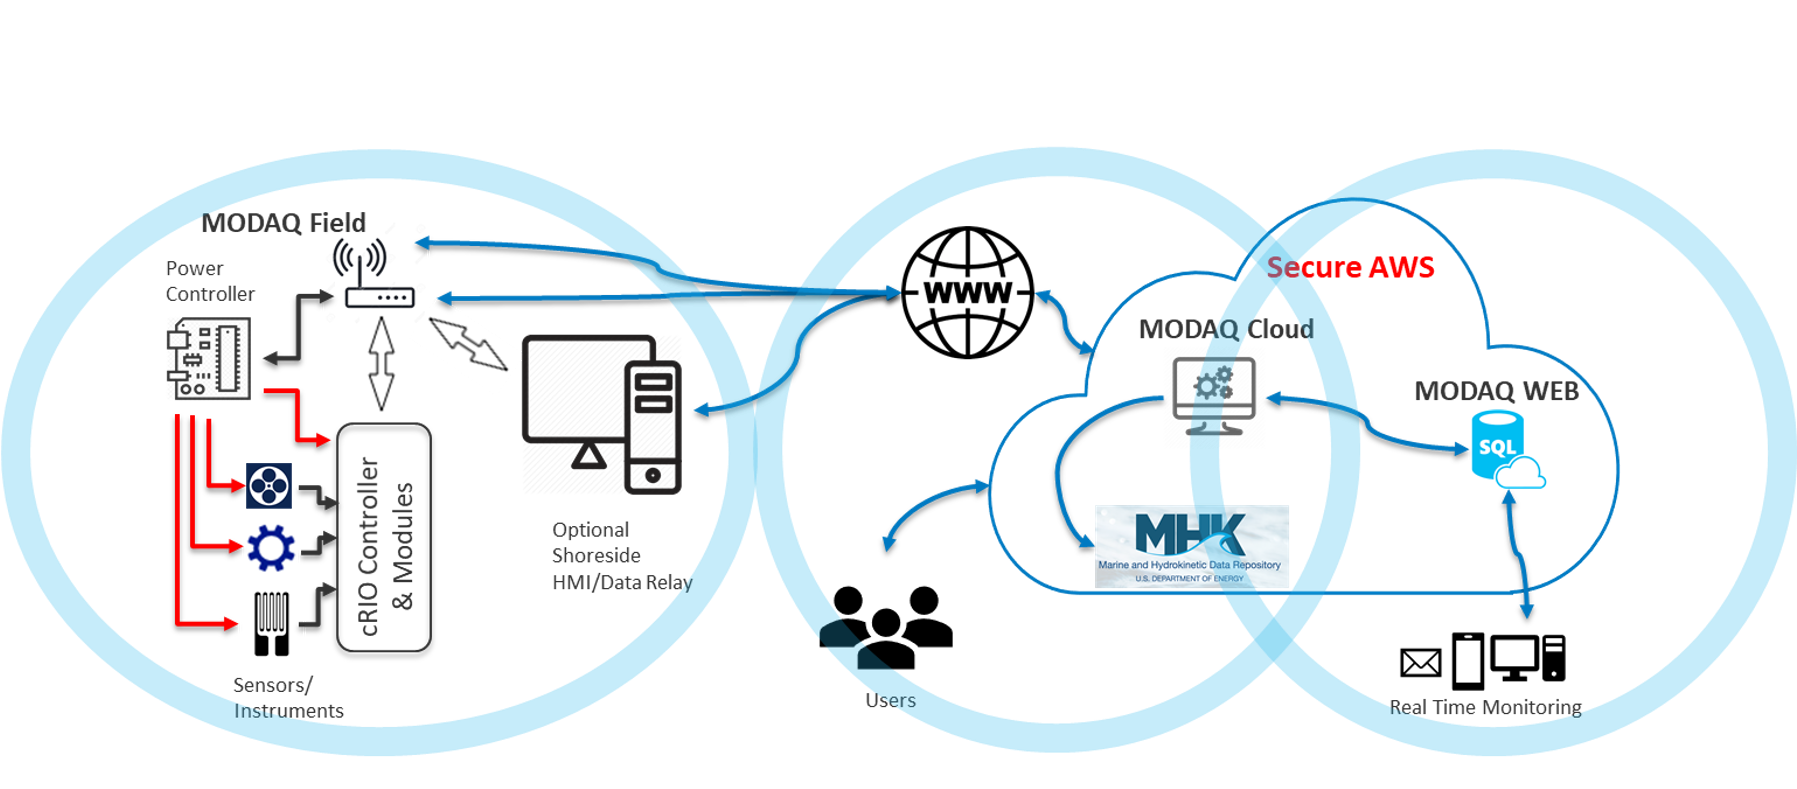 MODAQ Field
Power
Controller
cRIO Controller
& Modules
Sensors/
Instruments
Optional
Shoreside
HMI/Data Relay
WWW
Users
Secure AWS
MODAQ Cloud
MHK
Marine and Hydrokinetic Data Repository
U.S. DEPARTMENT OF ENERGY
MODAQ WEB
SQL
Real Time Monitoring